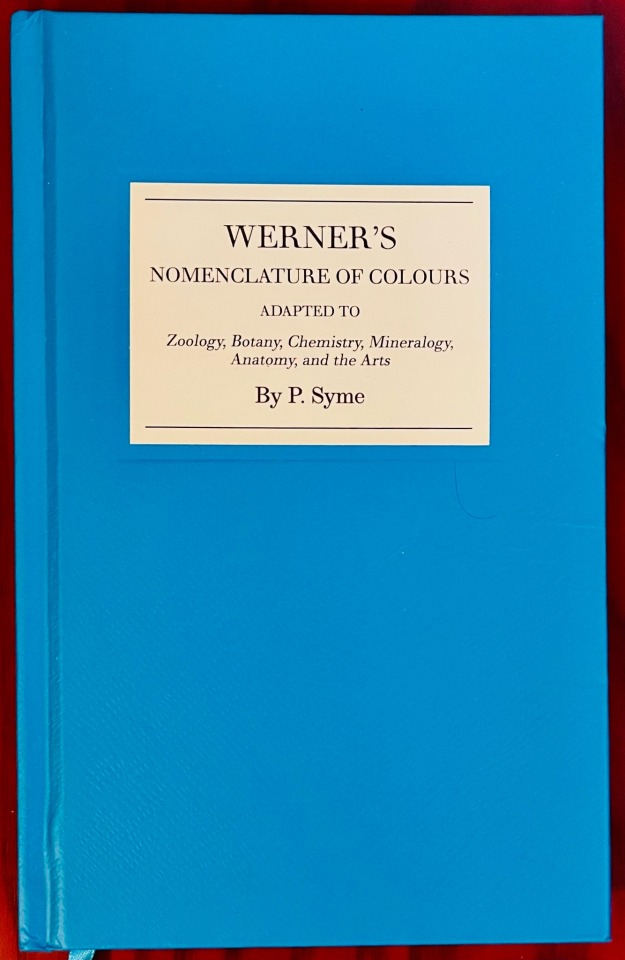 WERNER'S
NOMENCLATURE OF COLOURS
ADAPTED TO
Zoology, Botany, Chemistry, Mineralogy,
Anatomy, and the Arts
By P. Syme